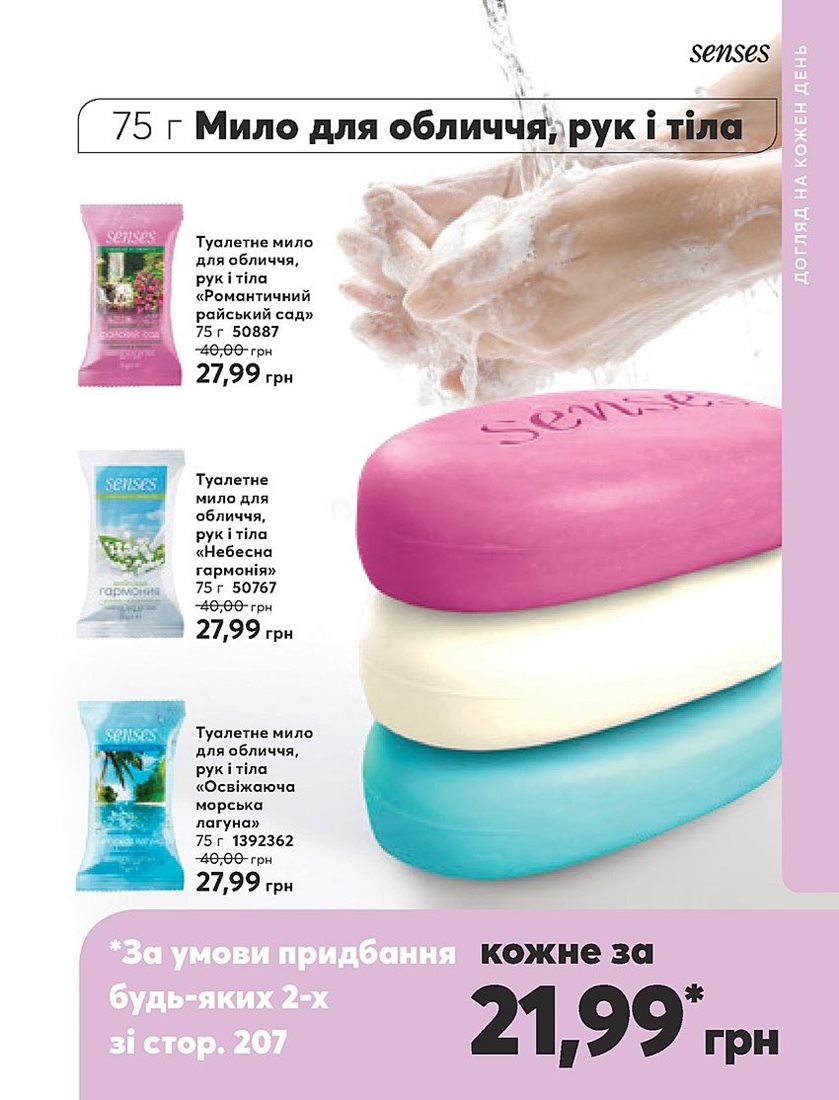 senses
75 г Мило для обличчя, рук і тіла
ДОГЛЯД НА КОЖЕН ДЕНЬ
senses
Туалетне мило
для обличчя,
рук і тіла
«Романтичний
райський сад»
75 г 50887
40,00 грн
27,99 грн
senses
senses
гармония
Туалетне
мило для
обличчя,
рук і тіла
«Небесна
гармонія»
75 г 50767
40,00 грн
27,99 грн
senses
Туалетне мило
для обличчя,
рук і тіла
«Освіжаюча
морська
лагуна»
75 г 1392362
40,00 грн
27,99 грн
*За умови придбання
будь-яких 2-х
зі стор. 207
кожне за
21,99*грн